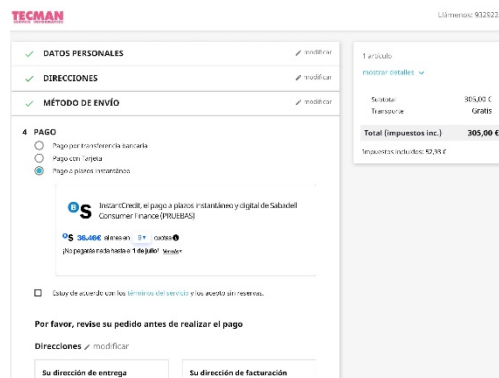 TECMAN
Llámenos: 932922
DATOS PERSONALES
modificar
DIRECCIONES
modificar
MÉTODO DE ENVÍO
modificar
4 PAGO
Pago por transferencia bancaria
Pago con Tarjeta
Pago a plazos instantáneo
InstantCredit, el pago a plazos instantáneo y digital de Sabadell
Consumer Finance (PRUEBAS)
36.46€ al mes en 9 cuotas
¡No pagarás nada hasta el 1 de julio!
Estoy de acuerdo con los términos del servicio y los acepto sin reservas.
Por favor, revise su pedido antes de realizar el pago
Direcciones modificar
Su dirección de entrega
Su dirección de facturación
1 artículo
mostrar detalles
Subtotal 305,00 €
Transporte Gratis
Total (impuestos inc.) 305,00 €
Impuestos incluidos: 52,93 €